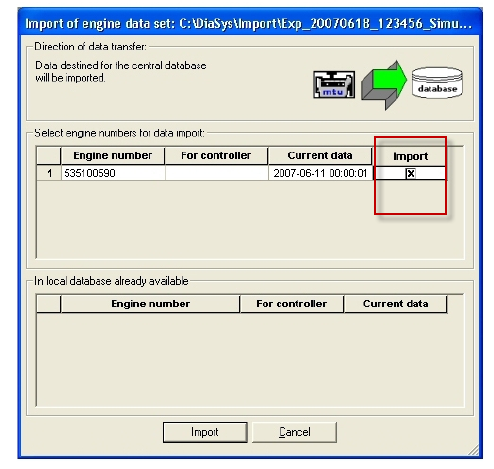 Import of engine data set: C:\DiaSys\Import\Exp_20070618_123456_Simu...
Direction of data transfer:
Data destined for the central database
will be imported.
mtu
database
Select engine numbers for data import:
Engine number For controller Current data Import
1 535100590 2007-06-11 00:00:01
In local database already available
Engine number For controller Current data
Import Cancel